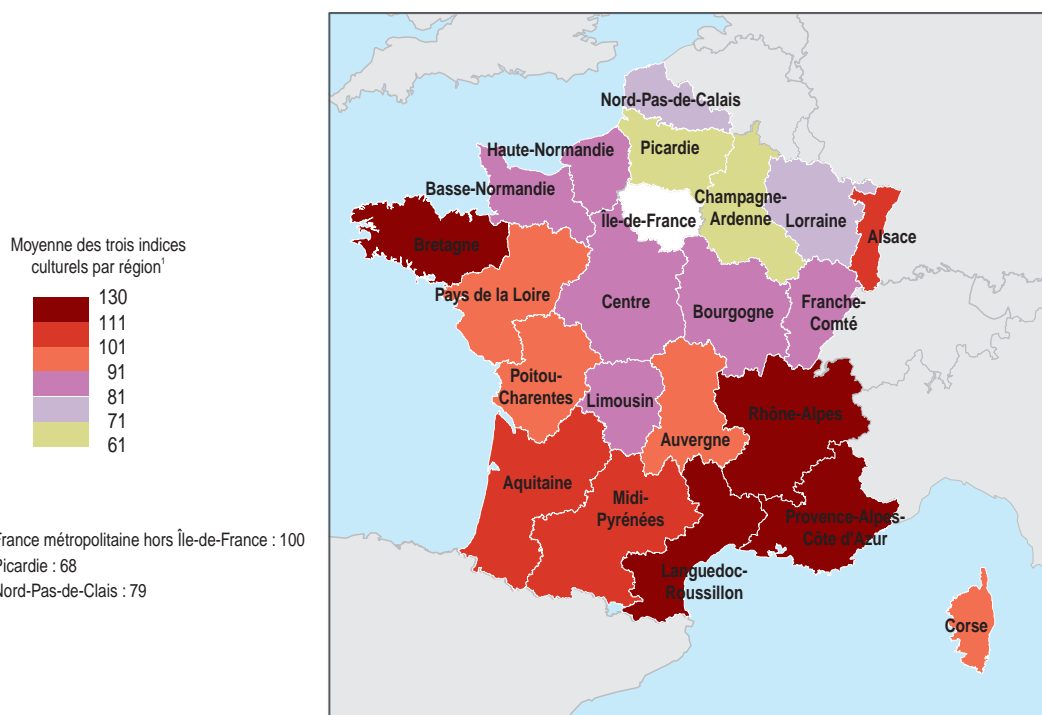 Moyenne des trois indices
culturels par région¹
130
111
101
91
81
71
61
France métropolitaine hors Île-de-France : 100
Picardie : 68
Nord-Pas-de-Clais : 79
Nord-Pas-de-Calais
Haute-Normandie
Picardie
Basse-Normandie
Champagne-
Ardenne
Île-de-France
Lorraine
Alsace
Bretagne
Pays de la Loire
Centre
Bourgogne
Franche-
Comté
Poitou-
Charentes
Limousin
Rhône-Alpes
Auvergne
Aquitaine
Midi-
Pyrénées
Provence-Alpes-
Côte d'Azur
Languedoc-
Roussillon
Corse